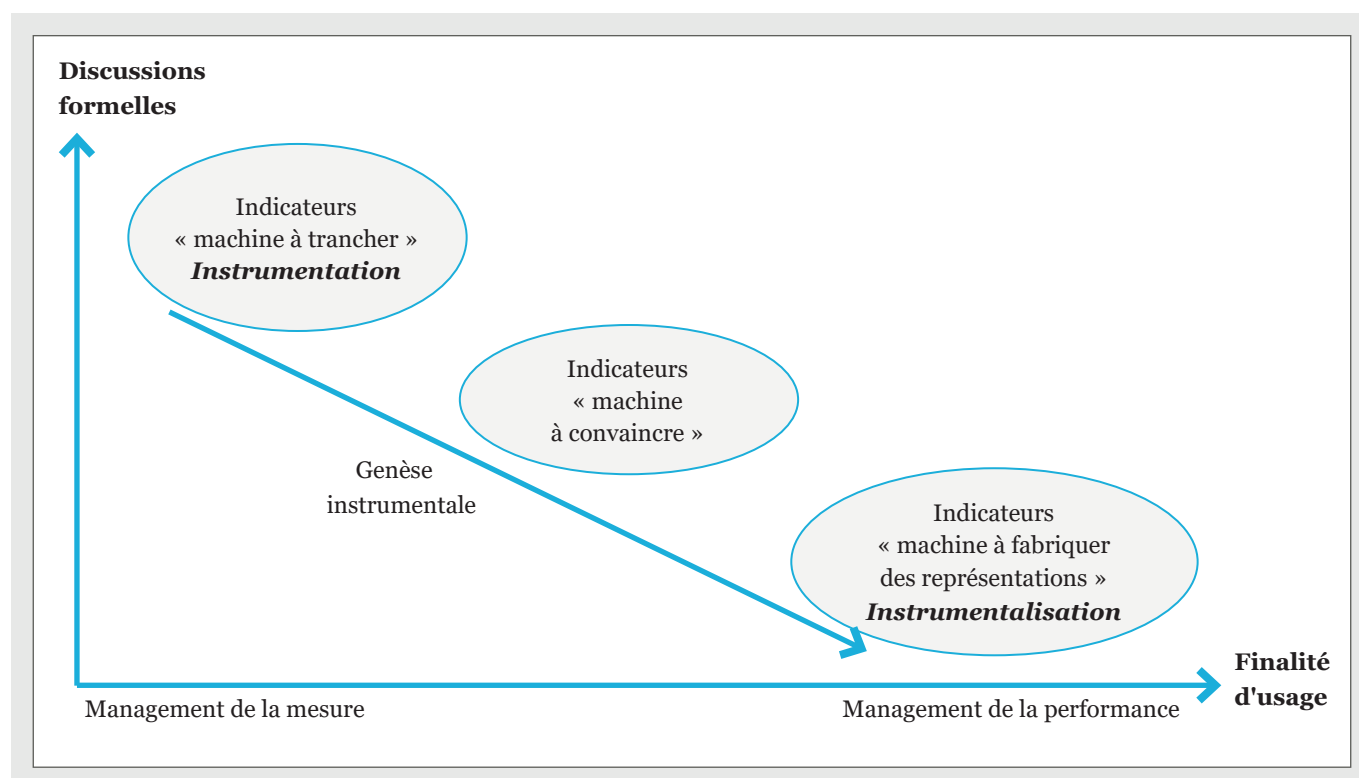 Discussions
formelles
Indicateurs
« machine à trancher »
Instrumentation
Indicateurs
« machine
à convaincre »
Genèse
instrumentale
Indicateurs
« machine à fabriquer
des représentations »
Instrumentalisation
Finalité
d'usage
Management de la mesure
Management de la performance